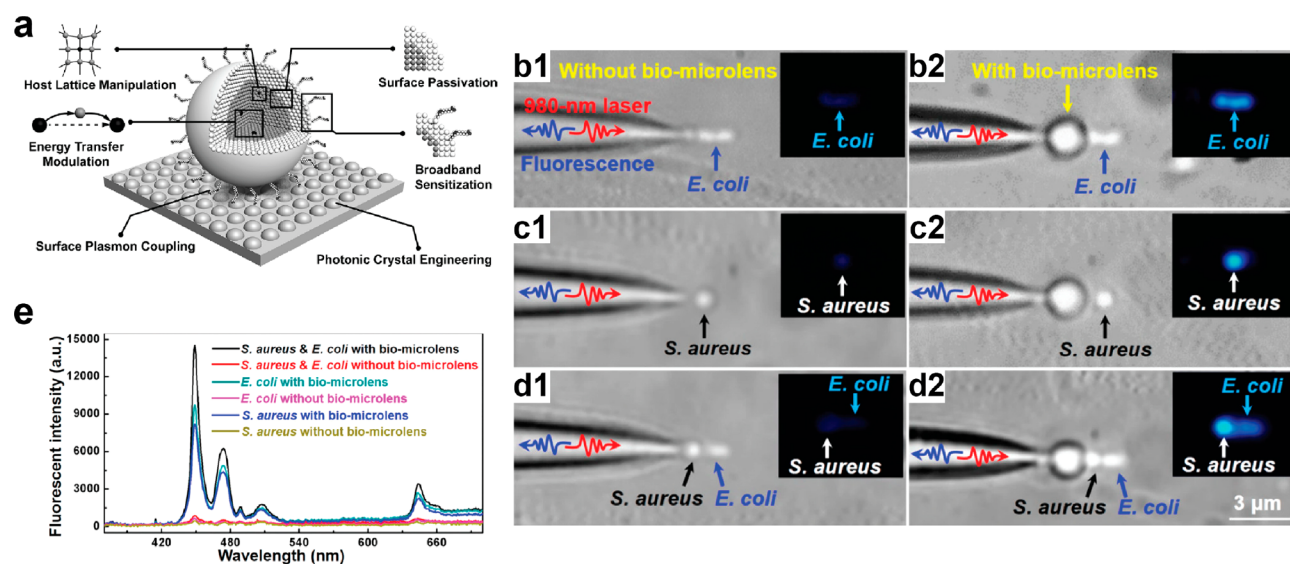 a
Host Lattice Manipulation
Surface Passivation
Energy Transfer
Modulation
Broadband
Sensitization
Surface Plasmon Coupling
Photonic Crystal Engineering
b1
Without bio-microlens
980-nm laser
Fluorescence
E. coli
E. coli
b2
With bio-microlens
E. coli
E. coli
c1
S. aureus
S. aureus
c2
S. aureus
S. aureus
d1
E. coli
S. aureus
S. aureus
E. coli
d2
E. coli
S. aureus
S. aureus
E. coli
3 µm
e
Fluorescent intensity (a.u.)
15000
12000
9000
6000
3000
0
S. aureus & E. coli with bio-microlens
S. aureus & E. coli without bio-microlens
E. coli with bio-microlens
E. coli without bio-microlens
S. aureus with bio-microlens
S. aureus without bio-microlens
420
480
540
600
660
Wavelength (nm)